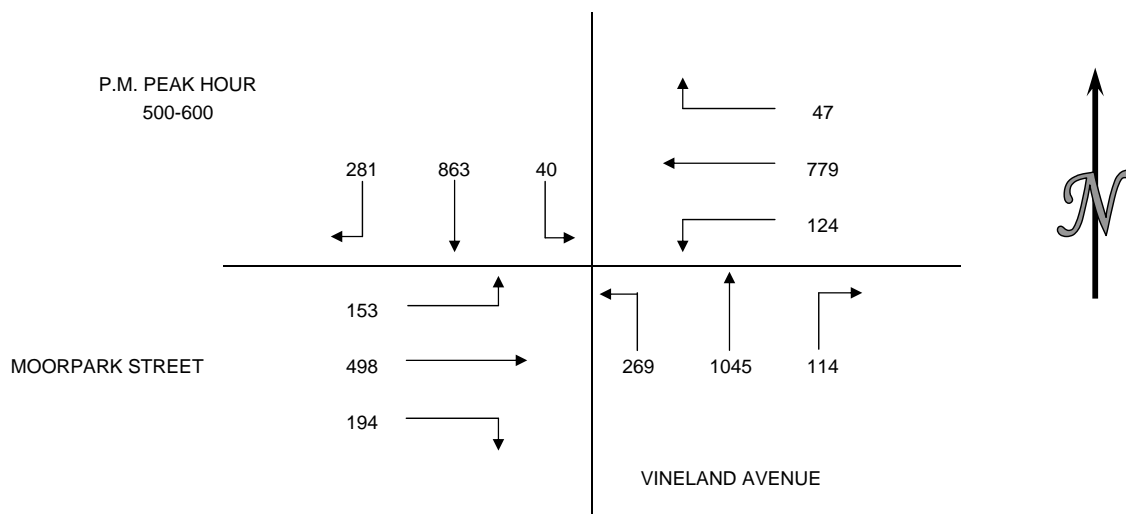 P.M. PEAK HOUR
500-600
47
281 863 40 779
124
153
MOORPARK STREET 498 269 1045 114
194
VINELAND AVENUE
N